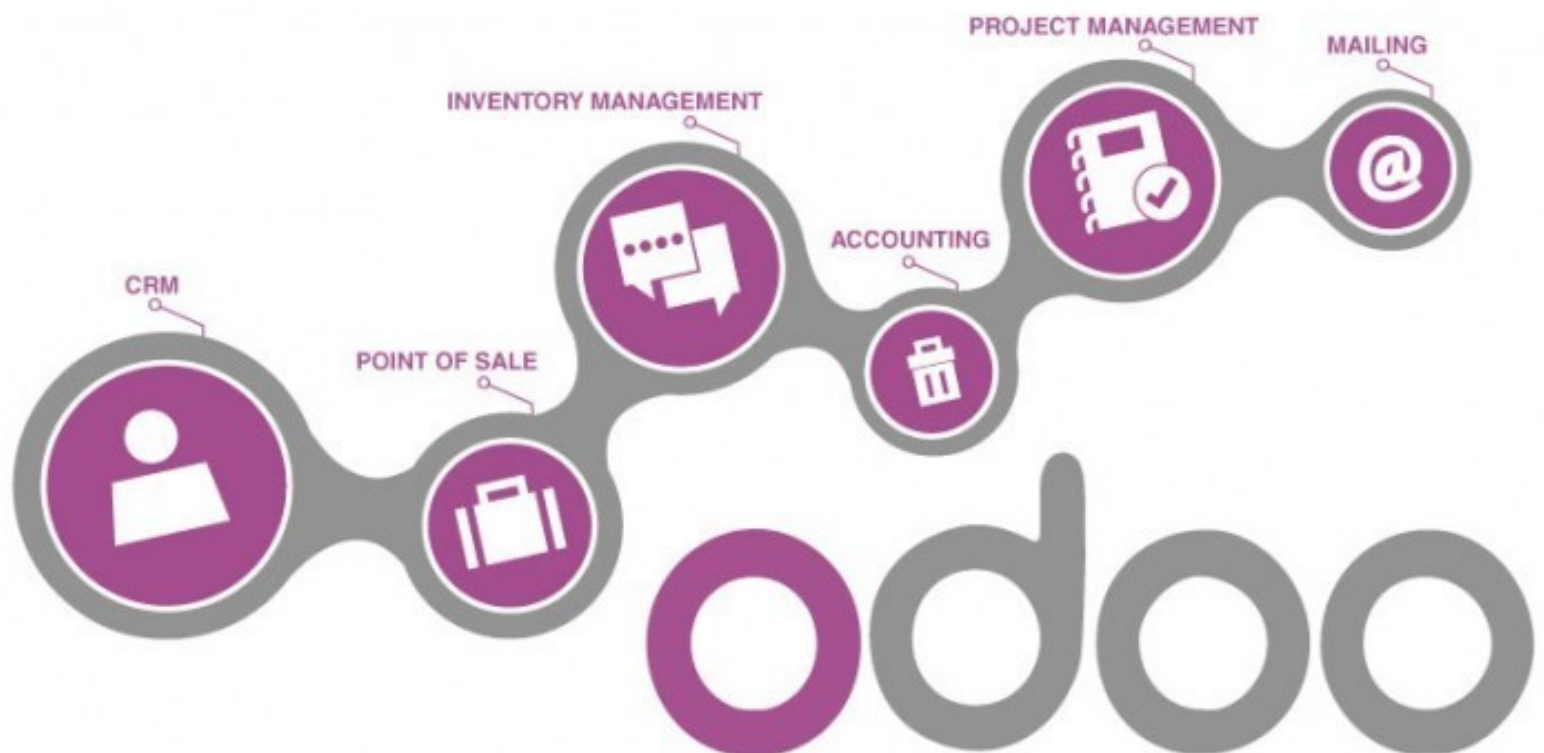 PROJECT MANAGEMENT
MAILING
INVENTORY MANAGEMENT
ACCOUNTING
CRM
POINT OF SALE
@
odoo